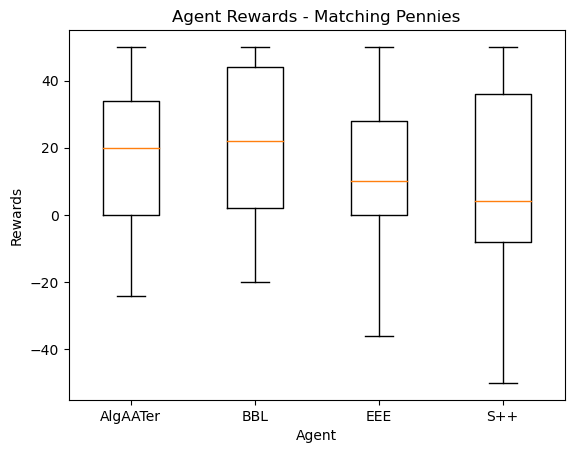 Agent Rewards - Matching Pennies
Rewards
40
20
0
−20
−40
AlgAATer BBL EEE S++
Agent